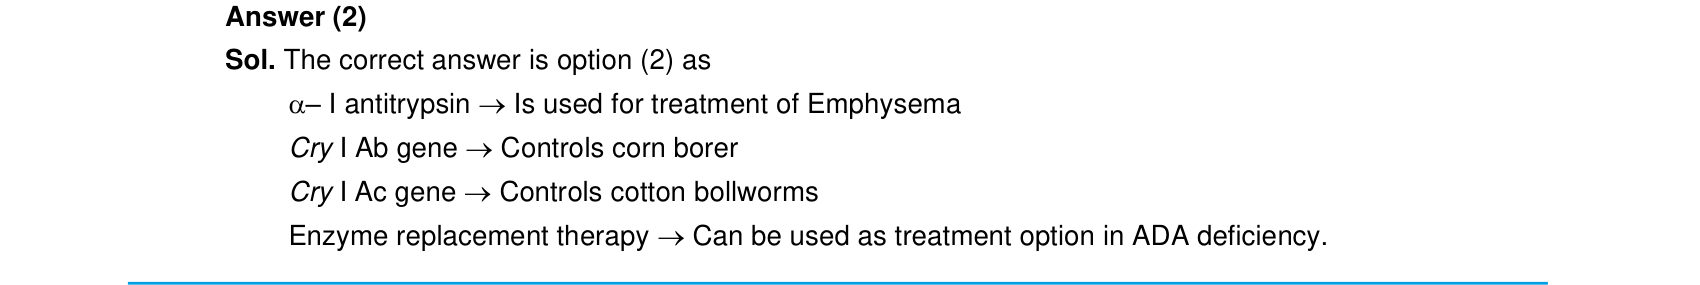 Answer (2)
Sol. The correct answer is option (2) as
α– I antitrypsin → Is used for treatment of Emphysema
Cry I Ab gene → Controls corn borer
Cry I Ac gene → Controls cotton bollworms
Enzyme replacement therapy → Can be used as treatment option in ADA deficiency.